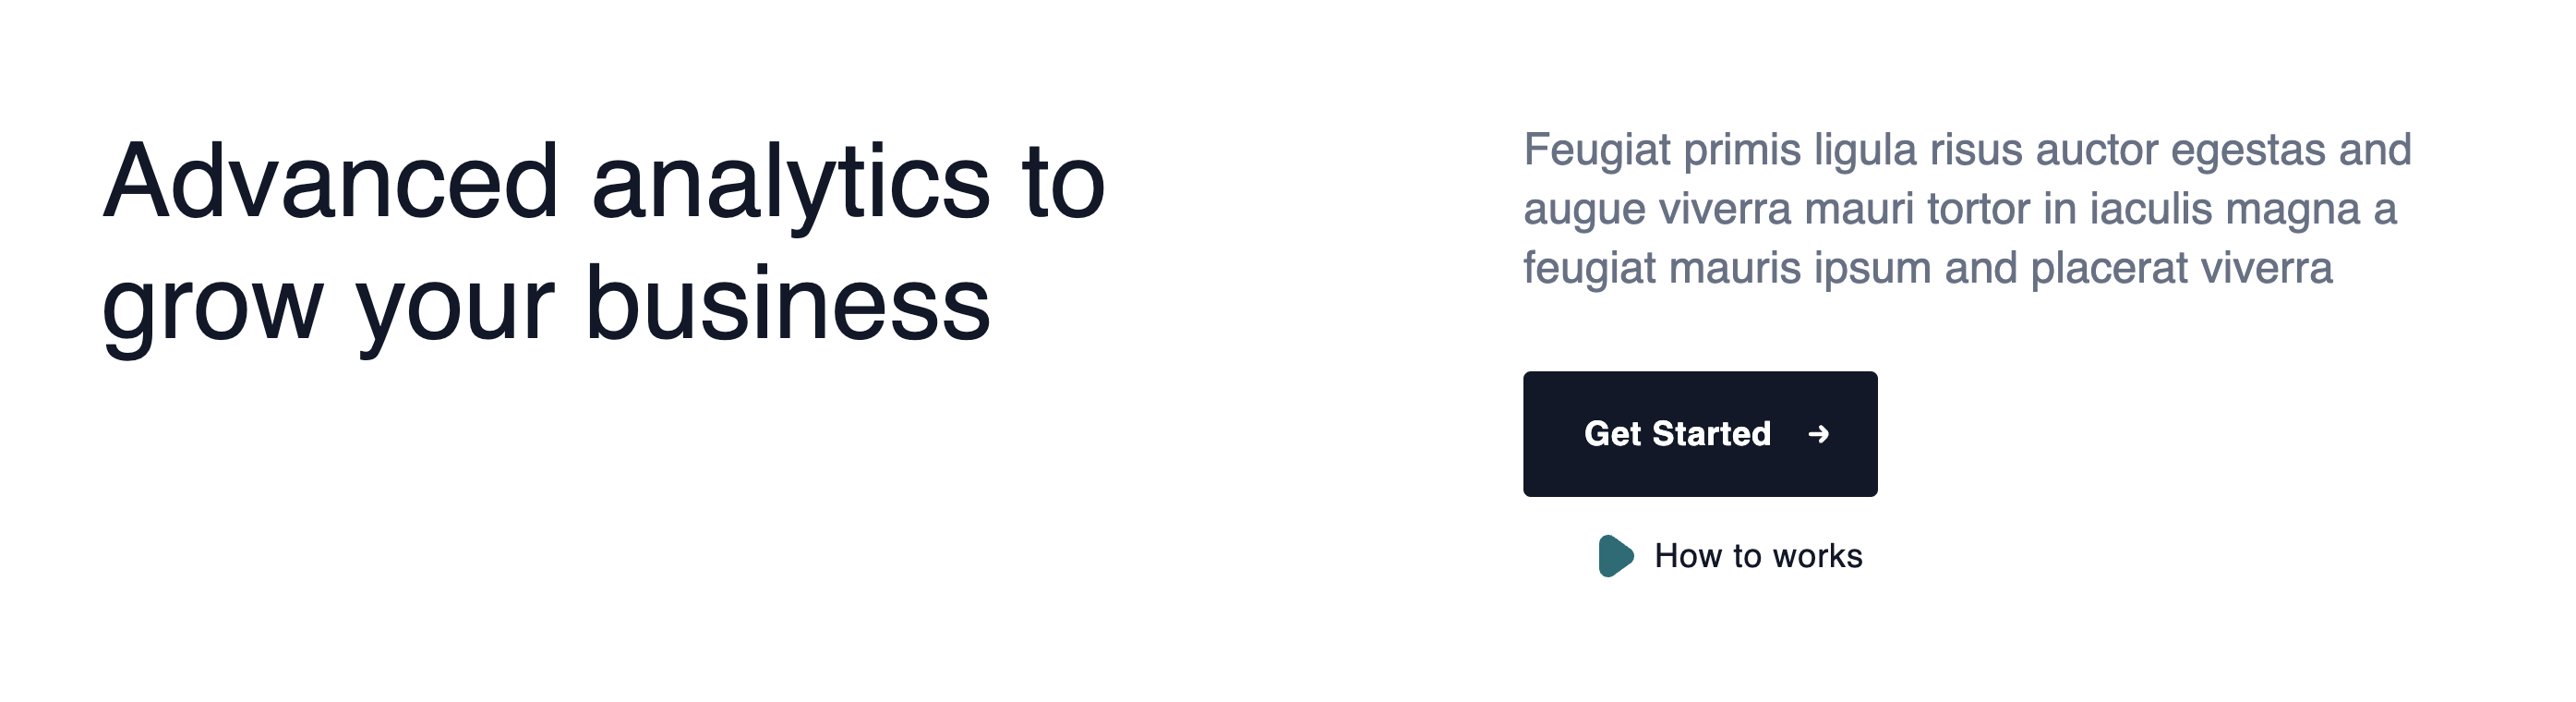 Advanced analytics to
grow your business
Feugiat primis ligula risus auctor egestas and
augue viverra mauri tortor in iaculis magna a
feugiat mauris ipsum and placerat viverra
Get Started →
How to works